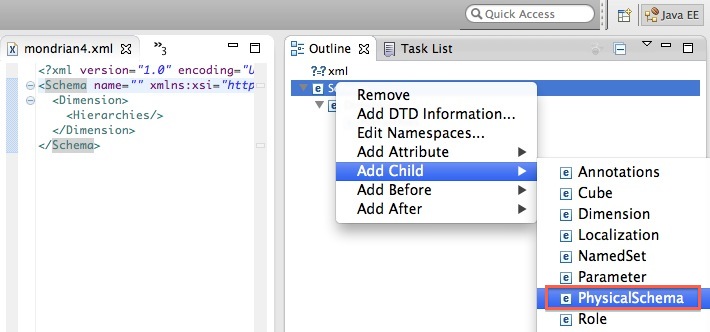 Quick Access
Java EE
mondrian4.xml
»3
Outline
Task List
<?xml version="1.0" encoding="U
<Schema name="" xmlns:xsi="http
<Dimension>
<Hierarchies/>
</Dimension>
</Schema>
?=? xml
e S
e
Remove
Add DTD Information...
Edit Namespaces...
Add Attribute
Add Child
Add Before
Add After
e Annotations
e Cube
e Dimension
e Localization
e NamedSet
e Parameter
e PhysicalSchema
e Role